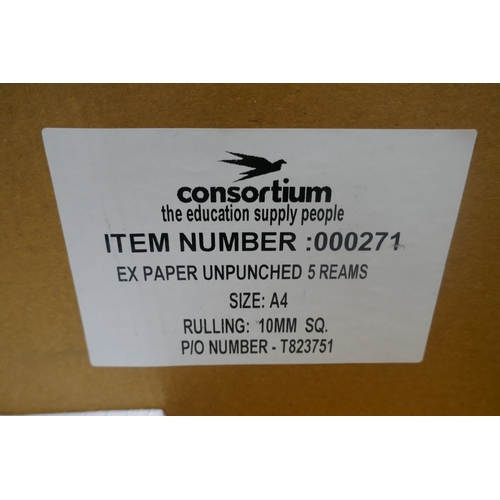 consortium
the education supply people
ITEM NUMBER :000271
EX PAPER UNPUNCHED 5 REAMS
SIZE: A4
RULLING: 10MM SQ.
P/O NUMBER - T823751